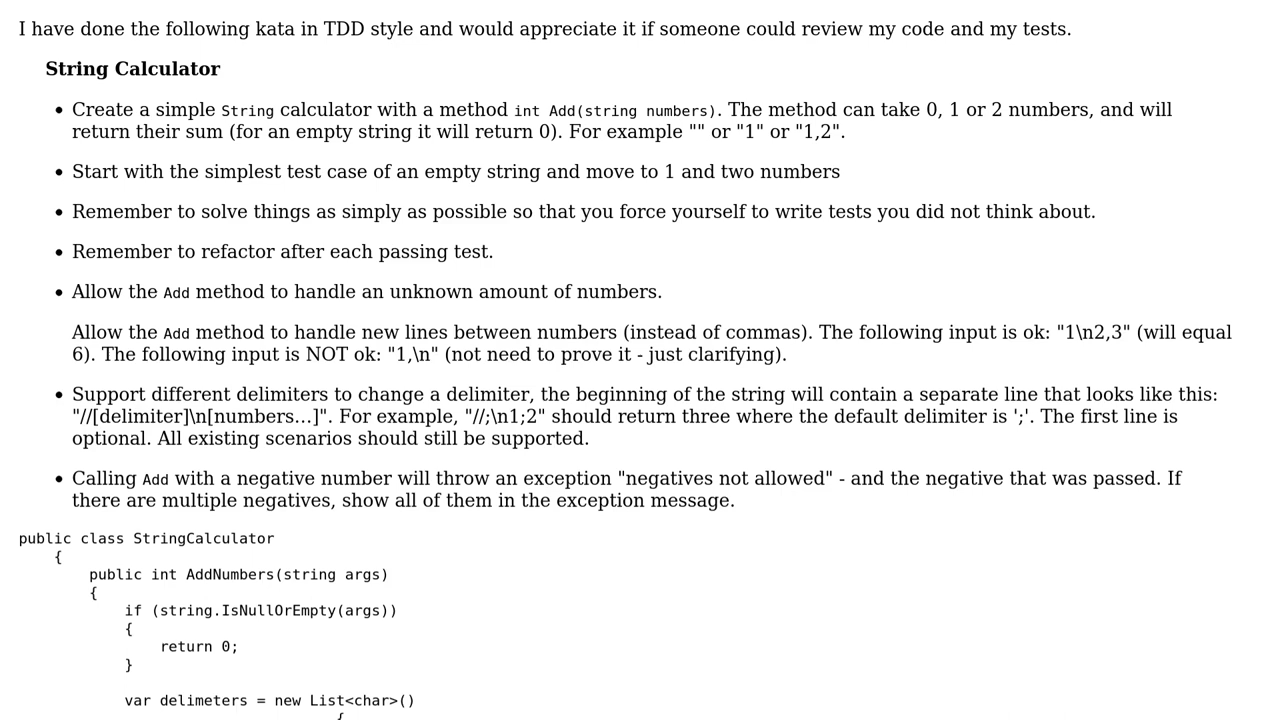 I have done the following kata in TDD style and would appreciate it if someone could review my code and my tests.
String Calculator
• Create a simple String calculator with a method int Add(string numbers). The method can take 0, 1 or 2 numbers, and will
return their sum (for an empty string it will return 0). For example "" or "1" or "1,2".
• Start with the simplest test case of an empty string and move to 1 and two numbers
• Remember to solve things as simply as possible so that you force yourself to write tests you did not think about.
• Remember to refactor after each passing test.
• Allow the Add method to handle an unknown amount of numbers.
Allow the Add method to handle new lines between numbers (instead of commas). The following input is ok: "1\n2,3" (will equal
6). The following input is NOT ok: "1,\n" (not need to prove it - just clarifying).
• Support different delimiters to change a delimiter, the beginning of the string will contain a separate line that looks like this:
"//[delimiter]\n[numbers…]". For example, "//;\n1;2" should return three where the default delimiter is ';'. The first line is
optional. All existing scenarios should still be supported.
• Calling Add with a negative number will throw an exception "negatives not allowed" - and the negative that was passed. If
there are multiple negatives, show all of them in the exception message.
public class StringCalculator
{
public int AddNumbers(string args)
{
if (string.IsNullOrEmpty(args))
{
return 0;
}
var delimeters = new List<char>()
{